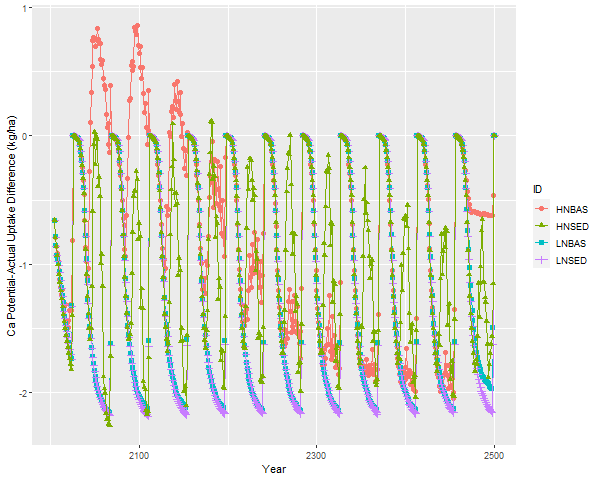 Ca Potential-Actual Uptake Difference (kg/ha)
1
0
-1
-2
2100
2300
2500
Year
ID
HNBAS
HNSED
LNBAS
LNSED